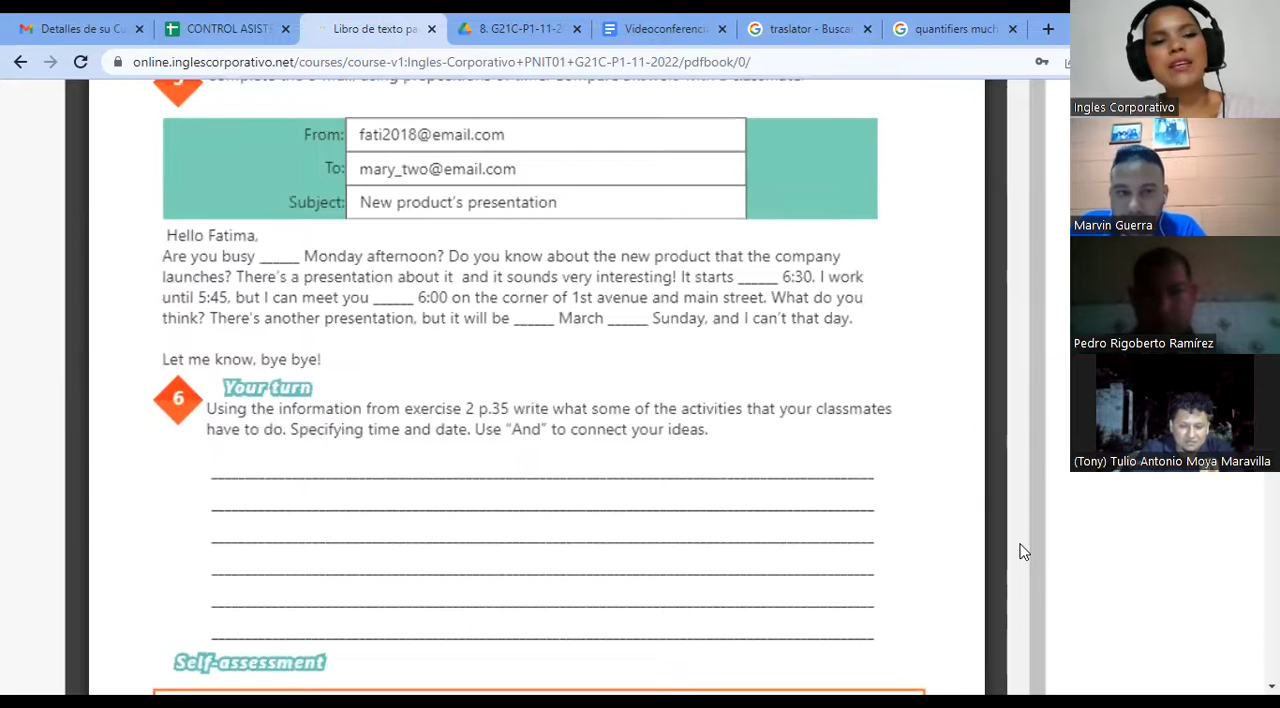 Detalles de su Cu
CONTROL ASIST
Libro de texto pa
8. G21C-P1-11-2
Videoconferenci
traslator - Buscar
quantifiers much
online.inglescorporativo.net/courses/course-v1:Ingles-Corporativo+PNIT01+G21C-P1-11-2022/pdfbook/0/
Ingles Corporativo
Marvin Guerra
Pedro Rigoberto Ramírez
(Tony) Tulio Antonio Moya Maravilla
From: fati2018@email.com
To: mary_two@email.com
Subject: New product's presentation
Hello Fatima,
Are you busy ______ Monday afternoon? Do you know about the new product that the company
launches? There's a presentation about it and it sounds very interesting! It starts ______ 6:30. I work
until 5:45, but I can meet you ______ 6:00 on the corner of 1st avenue and main street. What do you
think? There's another presentation, but it will be ______ March ______ Sunday, and I can't that day.
Let me know, bye bye!
6 Your turn
Using the information from exercise 2 p.35 write what some of the activities that your classmates
have to do. Specifying time and date. Use “And” to connect your ideas.
Self-assessment